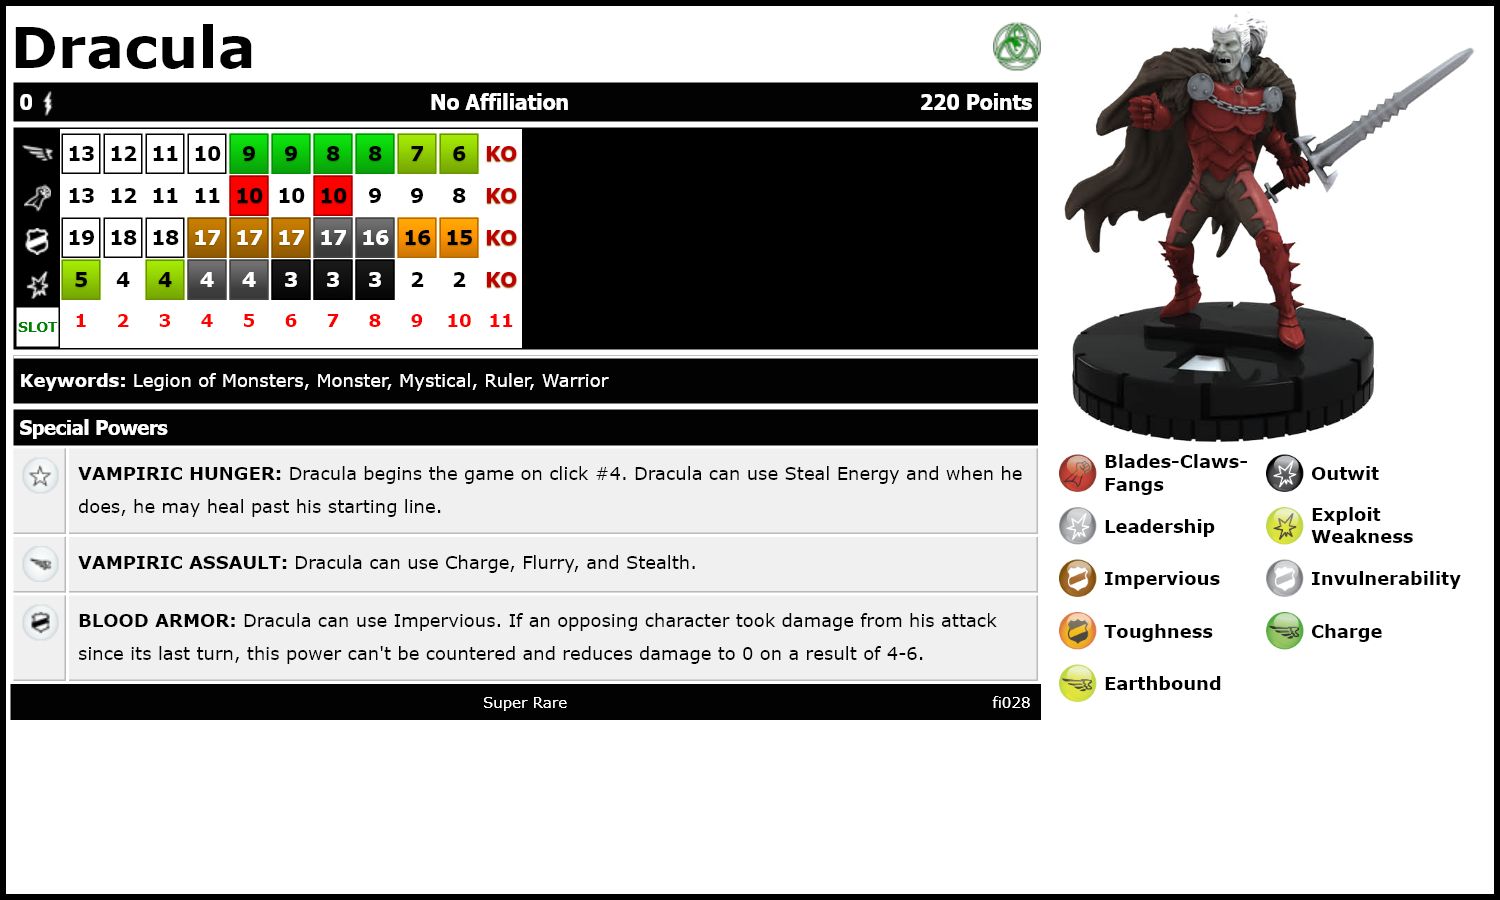 Dracula
0 No Affiliation 220 Points
13 12 11 10 9 9 8 8 7 6 KO
13 12 11 11 10 10 10 9 9 8 KO
19 18 18 17 17 17 17 16 16 15 KO
5 4 4 4 4 3 3 3 2 2 KO
SLOT 1 2 3 4 5 6 7 8 9 10 11
Keywords: Legion of Monsters, Monster, Mystical, Ruler, Warrior
Special Powers
VAMPIRIC HUNGER: Dracula begins the game on click #4. Dracula can use Steal Energy and when he
does, he may heal past his starting line.
VAMPIRIC ASSAULT: Dracula can use Charge, Flurry, and Stealth.
BLOOD ARMOR: Dracula can use Impervious. If an opposing character took damage from his attack
since its last turn, this power can't be countered and reduces damage to 0 on a result of 4-6.
Super Rare fi028
Blades-Claws-
Fangs
Outwit
Leadership
Exploit
Weakness
Impervious
Invulnerability
Toughness
Charge
Earthbound